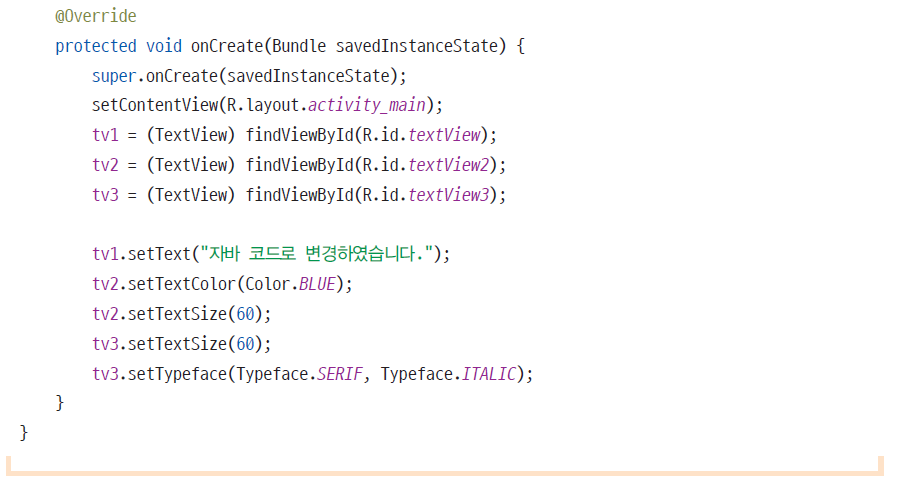 @Override
protected void onCreate(Bundle savedInstanceState) {
super.onCreate(savedInstanceState);
setContentView(R.layout.activity_main);
tv1 = (TextView) findViewById(R.id.textView);
tv2 = (TextView) findViewById(R.id.textView2);
tv3 = (TextView) findViewById(R.id.textView3);
tv1.setText("자바 코드로 변경하였습니다.");
tv2.setTextColor(Color.BLUE);
tv2.setTextSize(60);
tv3.setTextSize(60);
tv3.setTypeface(Typeface.SERIF, Typeface.ITALIC);
}
}